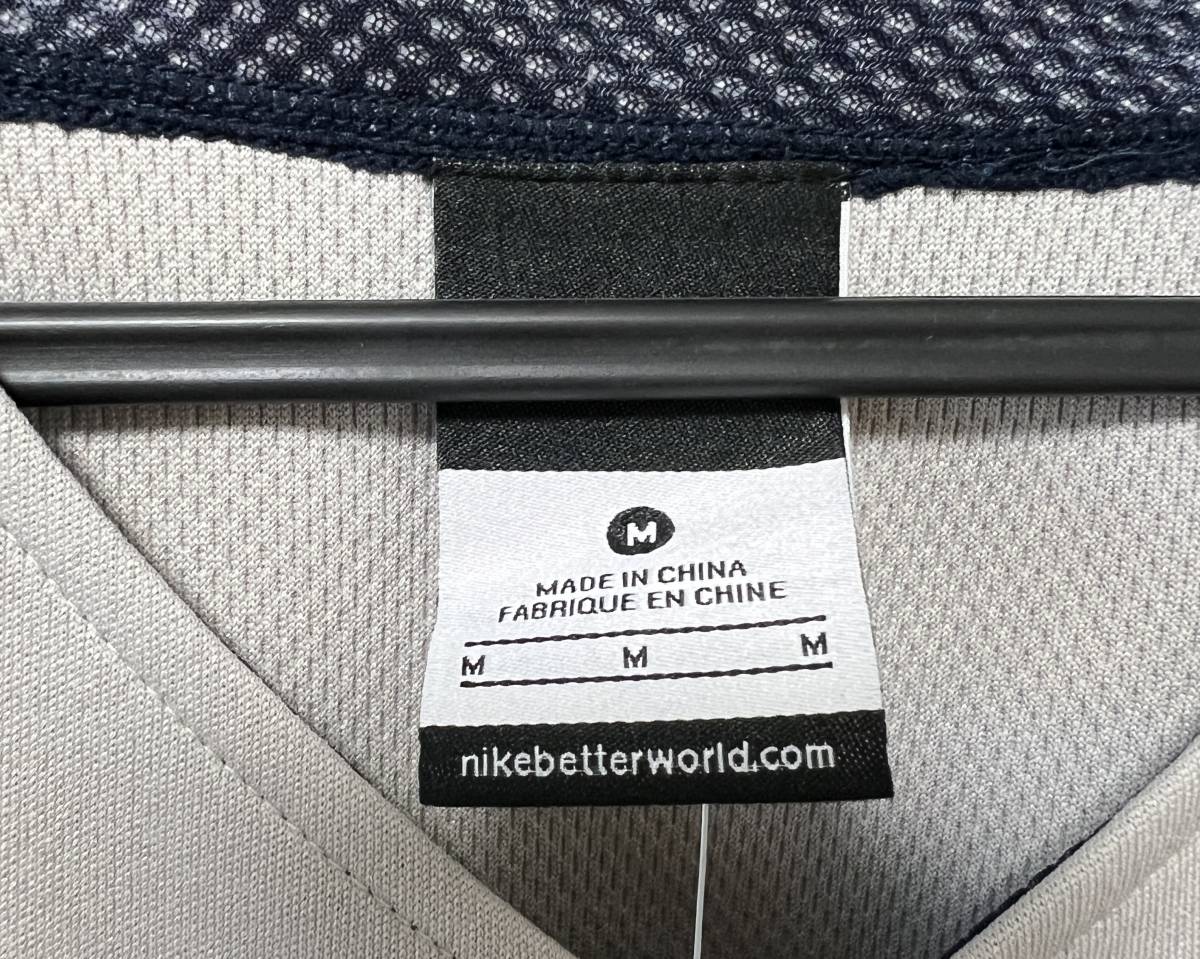 M
MADE IN CHINA
FABRIQUE EN CHINE
M M M
nikebetterworld.com